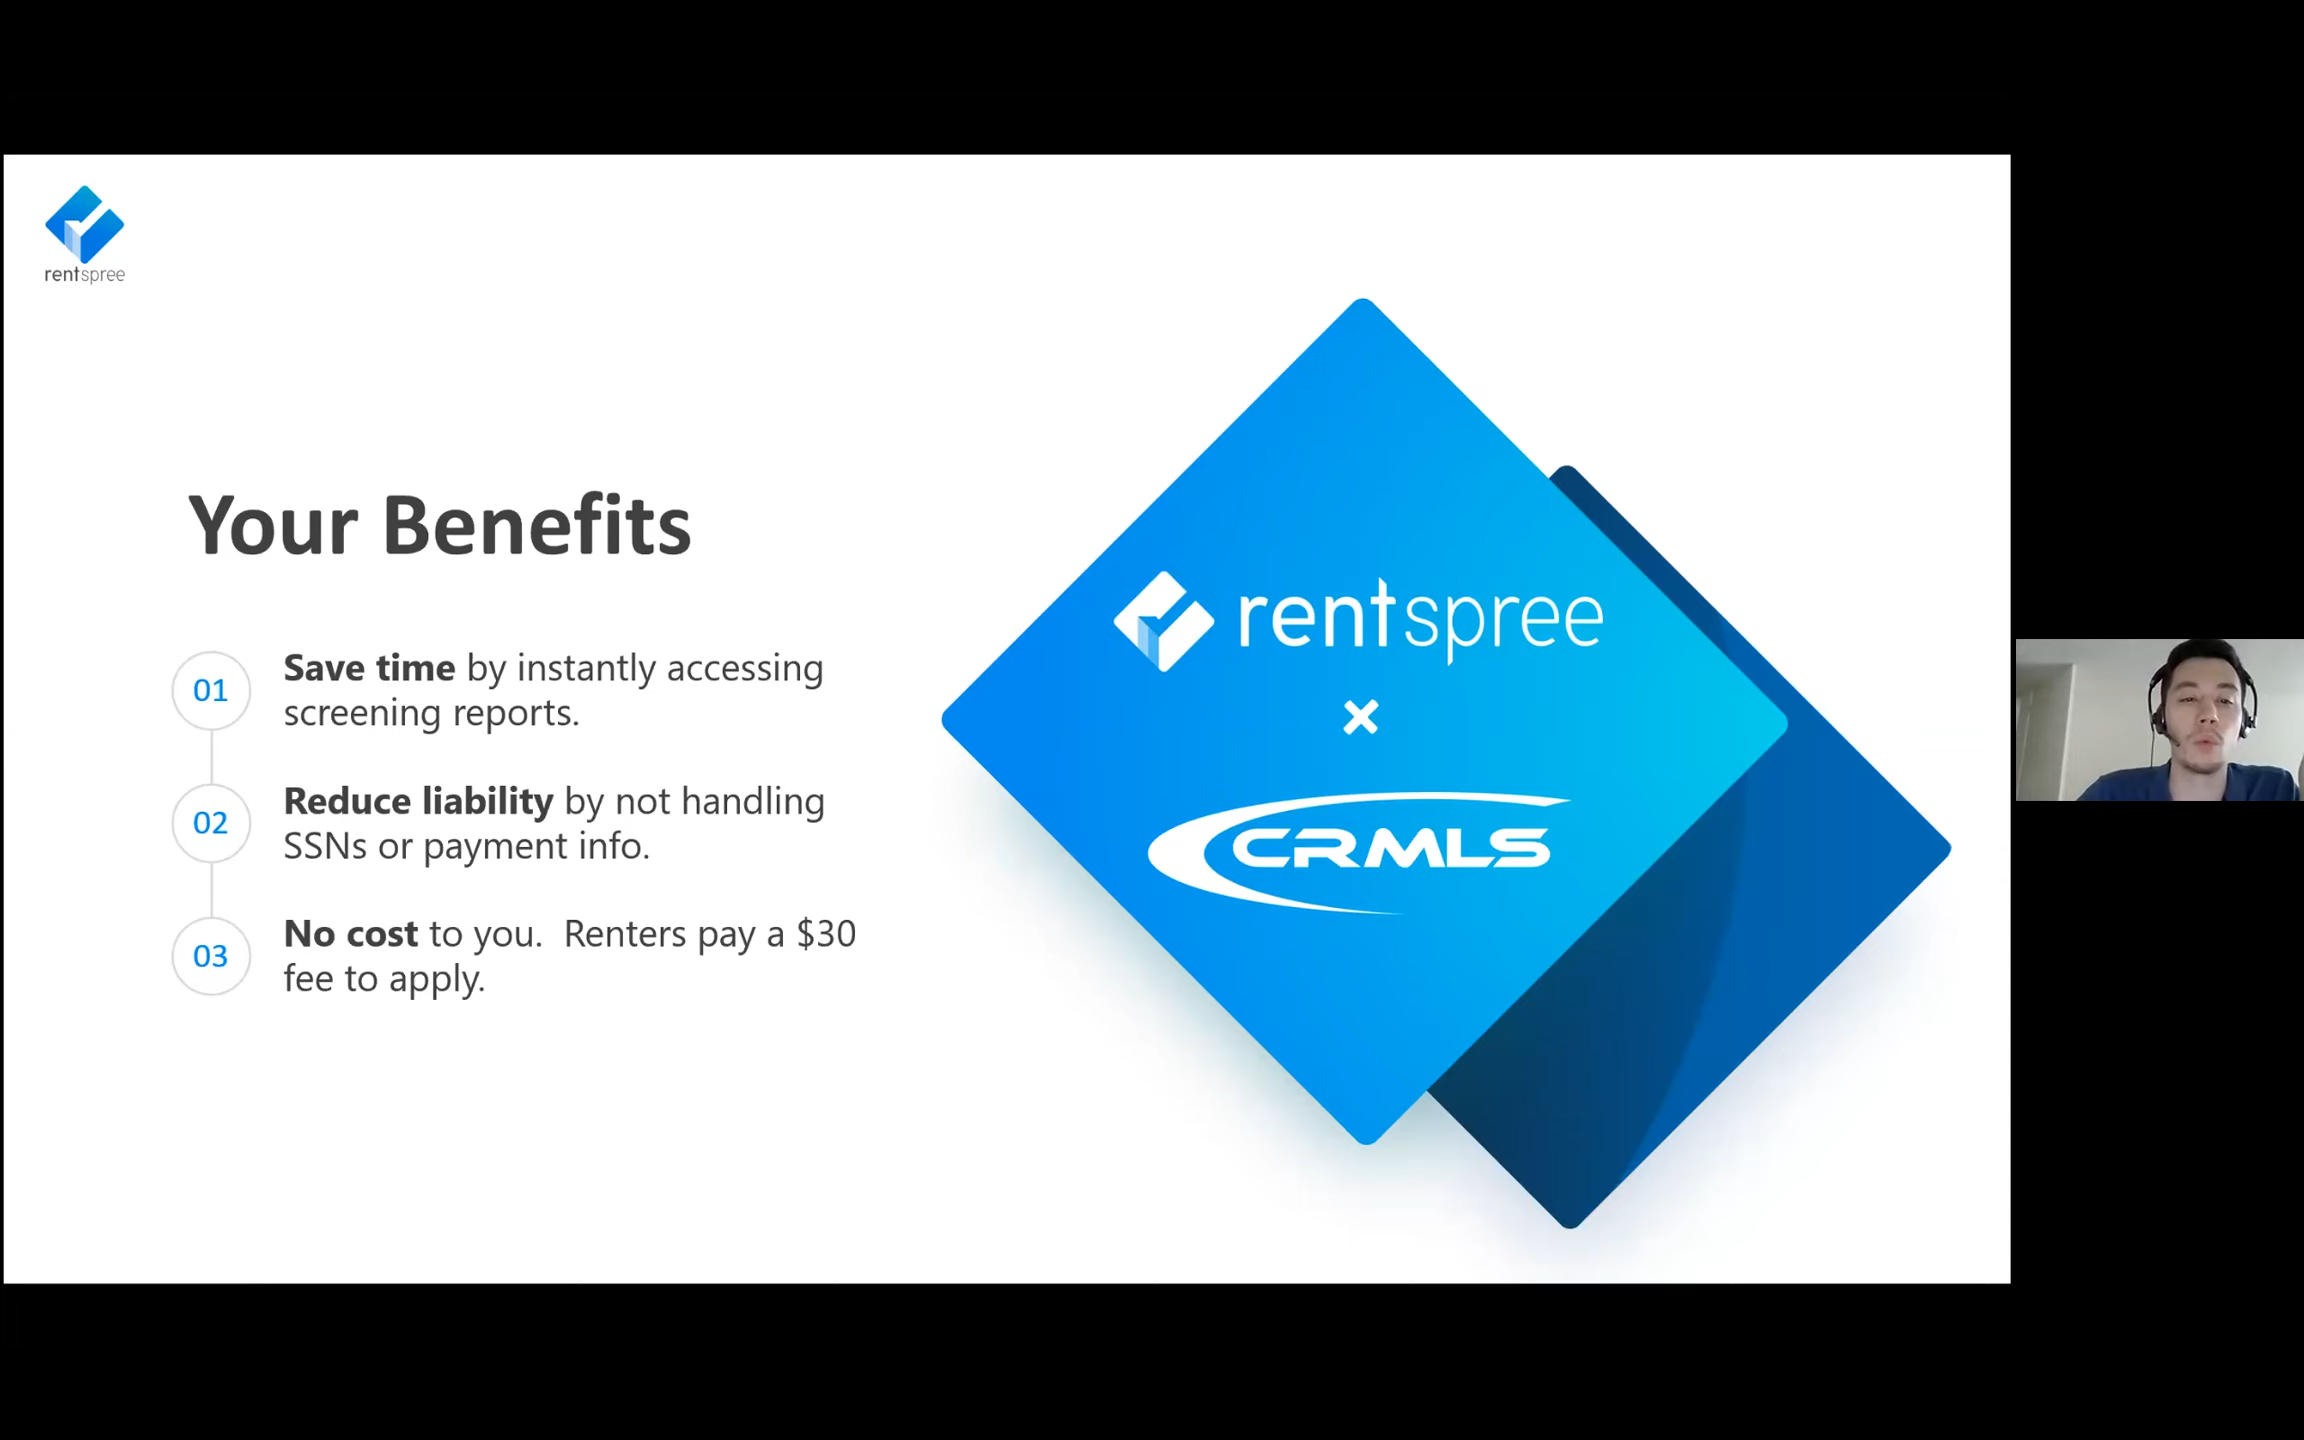 rentspree
Your Benefits
01
Save time by instantly accessing
screening reports.
02
Reduce liability by not handling
SSNs or payment info.
03
No cost to you.  Renters pay a $30
fee to apply.
rentspree
×
CRMLS